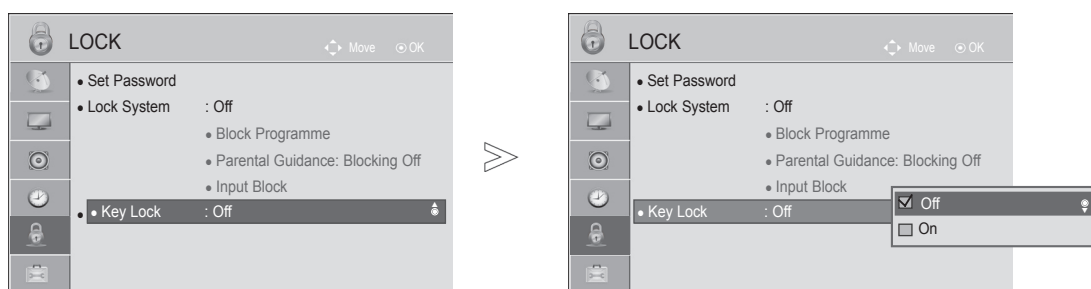 LOCK
Move OK
• Set Password
• Lock System : Off
• Block Programme
• Parental Guidance: Blocking Off
• Input Block
• • Key Lock : Off
LOCK
Move OK
• Set Password
• Lock System : Off
• Block Programme
• Parental Guidance: Blocking Off
• Input Block
• Key Lock : Off
Off
On